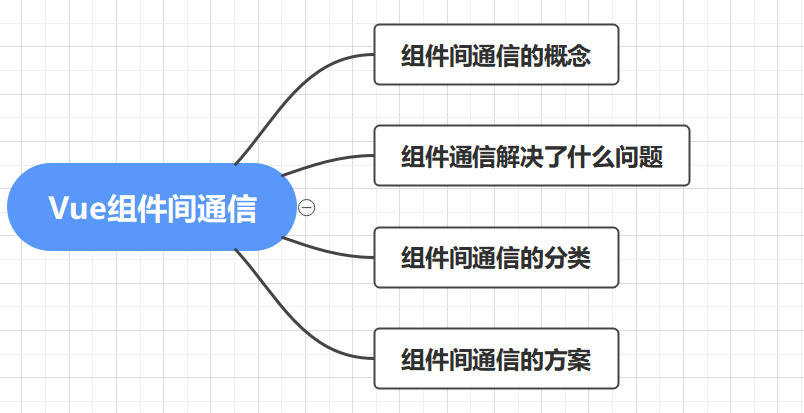 组件间通信的概念
组件通信解决了什么问题
Vue组件间通信
组件间通信的分类
组件间通信的方案